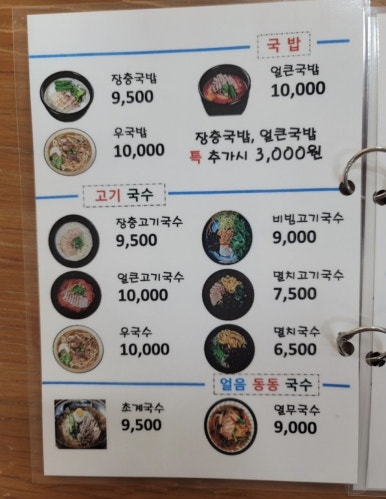 국 밥
장충국밥
9,500
얼큰국밥
10,000
우국밥
10,000
장충국밥, 얼큰국밥
특 추가시 3,000원
고기 국수
장충고기국수
9,500
비빔고기국수
9,000
얼큰고기국수
10,000
멸치고기국수
7,500
우국수
10,000
멸치국수
6,500
얼음 동동 국수
초계국수
9,500
열무국수
9,000